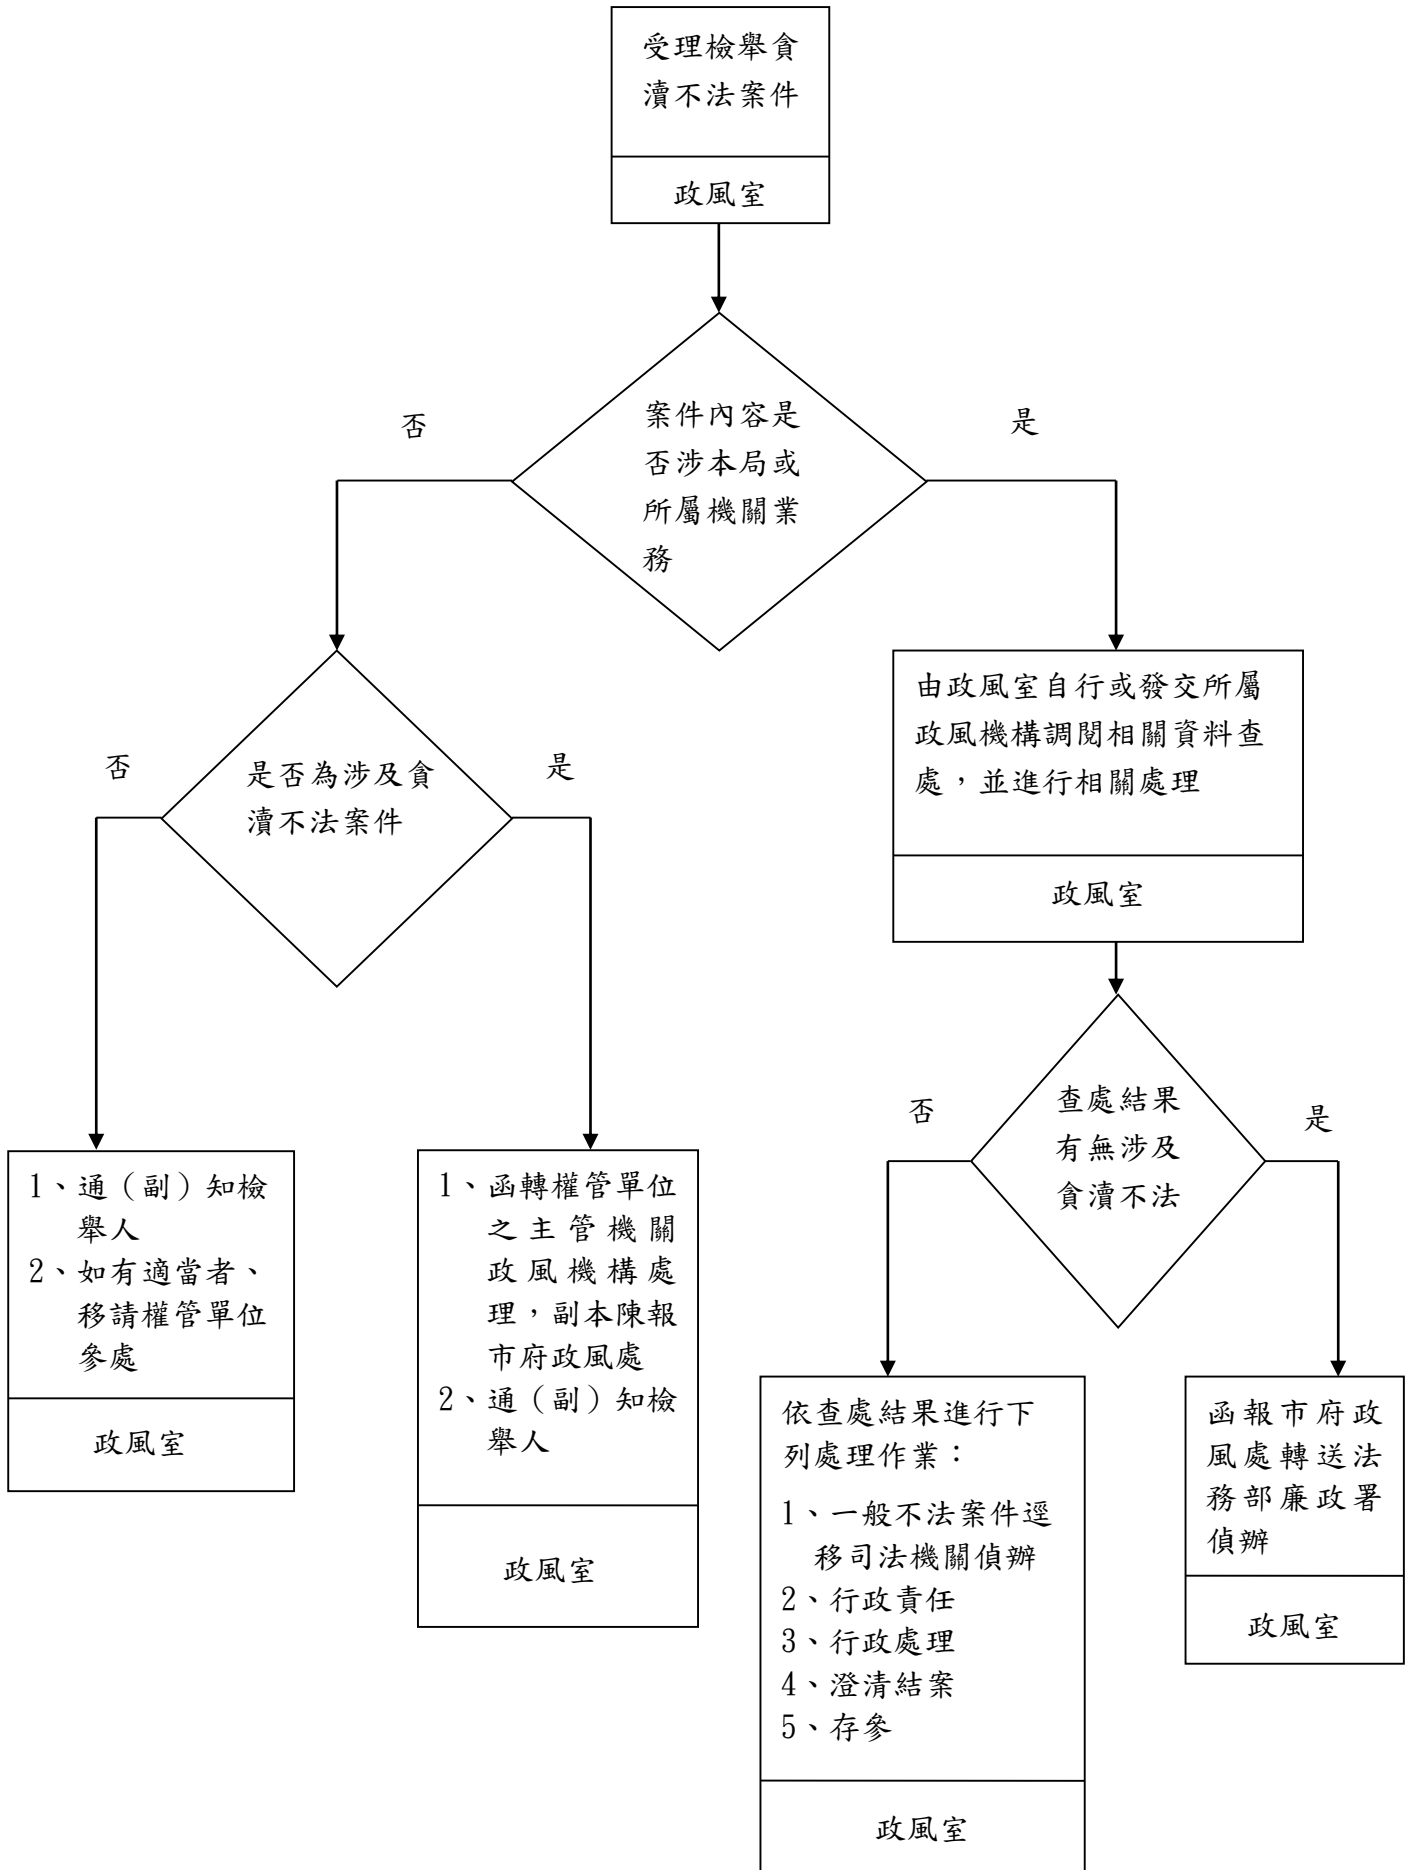 受理檢舉貪
瀆不法案件
政風室
案件內容是
否涉本局或
所屬機關業
務
否
是
是否為涉及貪
瀆不法案件
否
是
由政風室自行或發交所屬
政風機構調閱相關資料查
處，並進行相關處理
政風室
查處結果
有無涉及
貪瀆不法
否
是
1、通（副）知檢
舉人
2、如有適當者、
移請權管單位
參處
政風室
1、函轉權管單位
之主管機關
政風機構處
理，副本陳報
市府政風處
2、通（副）知檢
舉人
政風室
依查處結果進行下
列處理作業：
1、一般不法案件逕
移司法機關偵辦
2、行政責任
3、行政處理
4、澄清結案
5、存參
政風室
函報市府政
風處轉送法
務部廉政署
偵辦
政風室